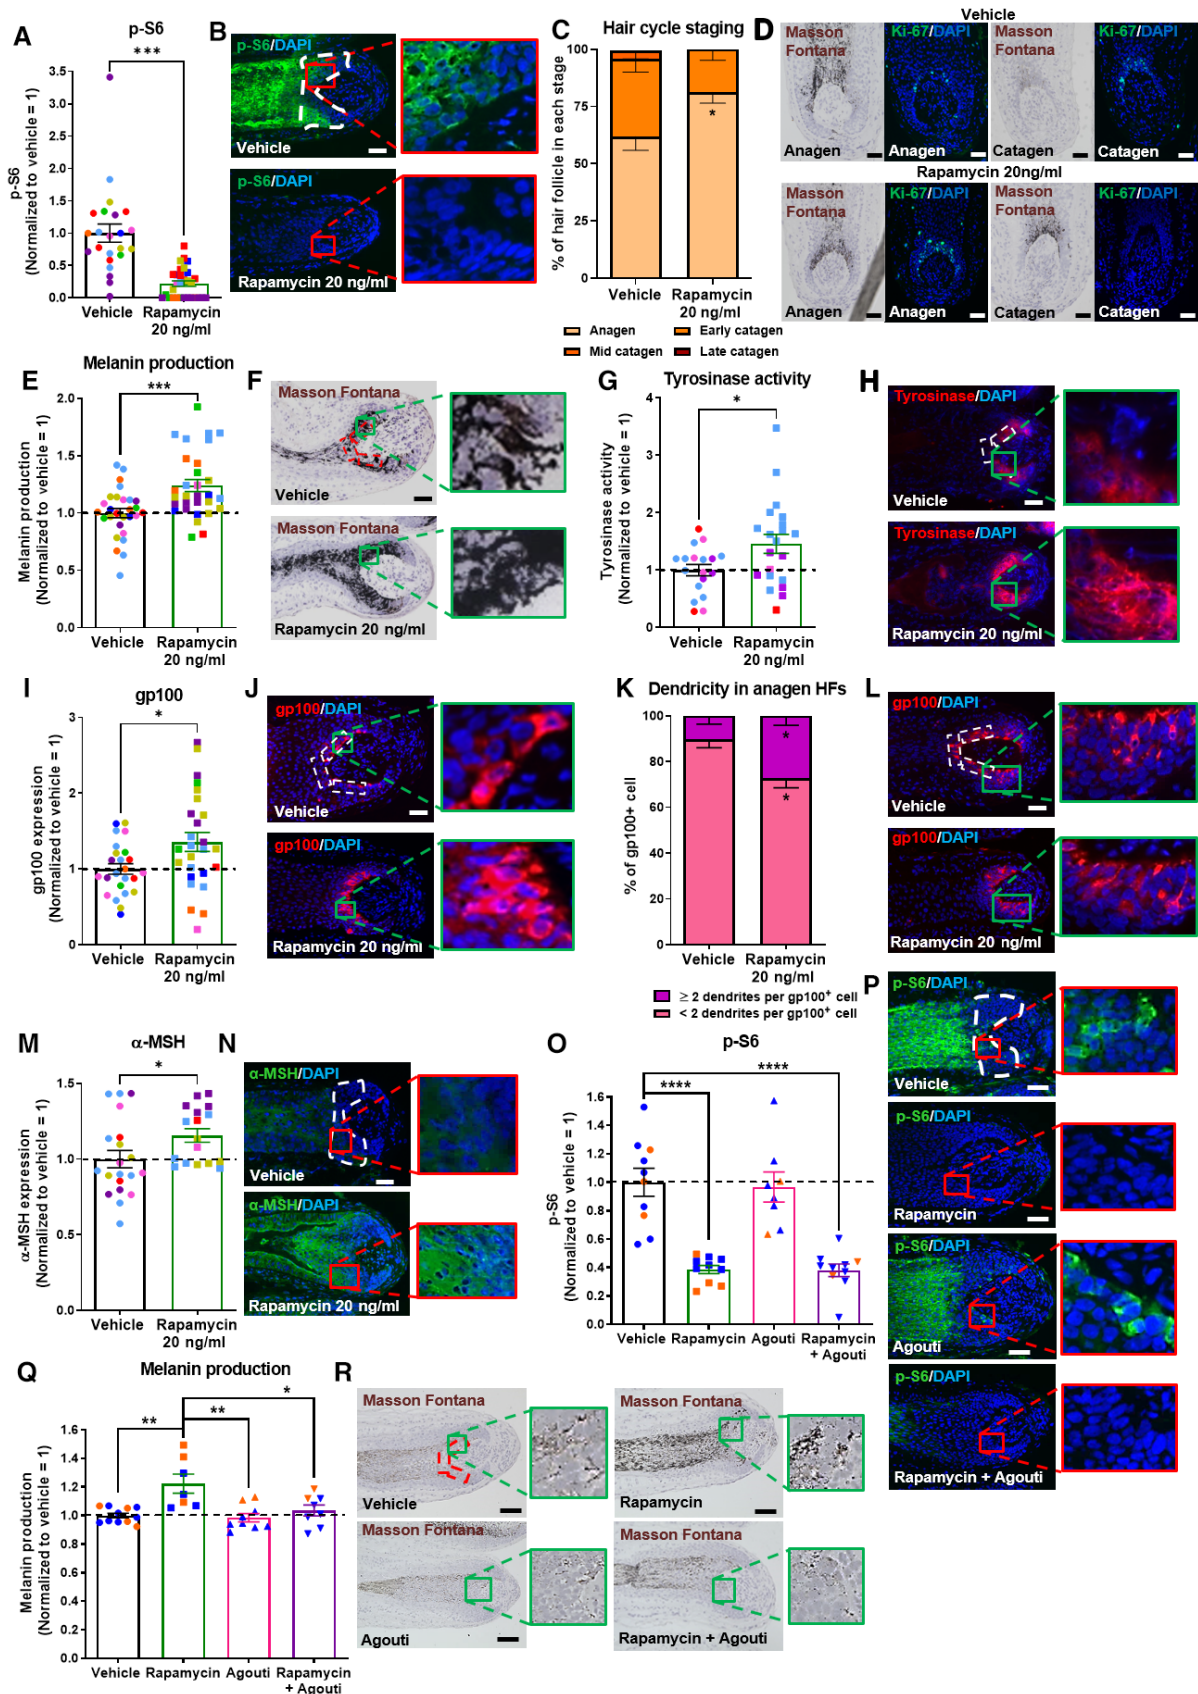 A
p-S6
***
p-S6
(Normalized to vehicle = 1)
3.5
3.0
2.5
2.0
1.5
1.0
0.5
0.0
Vehicle
Rapamycin
20 ng/ml
B
p-S6/DAPI
Vehicle
p-S6/DAPI
Rapamycin 20 ng/ml
C
Hair cycle staging
% of hair follicle in each stage
100
75
50
25
0
*
Vehicle
Rapamycin
20 ng/ml
Anagen
Early catagen
Mid catagen
Late catagen
D
Vehicle
Masson
Fontana
Anagen
Ki-67/DAPI
Anagen
Masson
Fontana
Catagen
Ki-67/DAPI
Catagen
Rapamycin 20ng/ml
Masson
Fontana
Anagen
Ki-67/DAPI
Anagen
Masson
Fontana
Catagen
Ki-67/DAPI
Catagen
E
Melanin production
***
Melanin production
(Normalized to vehicle = 1)
2.0
1.5
1.0
0.5
0.0
Vehicle
Rapamycin
20 ng/ml
F
Masson Fontana
Vehicle
Masson Fontana
Rapamycin 20 ng/ml
G
Tyrosinase activity
*
Tyrosinase activity
(Normalized to vehicle = 1)
4
3
2
1
0
Vehicle
Rapamycin
20 ng/ml
H
Tyrosinase/DAPI
Vehicle
Tyrosinase/DAPI
Rapamycin 20 ng/ml
I
gp100
*
gp100 expression
(Normalized to vehicle = 1)
3
2
1
0
Vehicle
Rapamycin
20 ng/ml
J
gp100/DAPI
Vehicle
gp100/DAPI
Rapamycin 20 ng/ml
K
Dendricity in anagen HFs
% of gp100+ cell
100
80
60
40
20
0
*
*
Vehicle
Rapamycin
20 ng/ml
≥ 2 dendrites per gp100⁺ cell
< 2 dendrites per gp100⁺ cell
L
gp100/DAPI
Vehicle
gp100/DAPI
Rapamycin 20 ng/ml
M
α-MSH
*
α-MSH expression
(Normalized to vehicle = 1)
1.5
1.0
0.5
0.0
Vehicle
Rapamycin
20 ng/ml
N
α-MSH/DAPI
Vehicle
α-MSH/DAPI
Rapamycin 20 ng/ml
O
p-S6
****
****
p-S6
(Normalized to vehicle = 1)
1.6
1.4
1.2
1.0
0.8
0.6
0.4
0.2
0.0
Vehicle
Rapamycin
Agouti
Rapamycin
+ Agouti
P
p-S6/DAPI
Vehicle
p-S6/DAPI
Rapamycin
p-S6/DAPI
Agouti
p-S6/DAPI
Rapamycin + Agouti
Q
Melanin production
**
**
*
Melanin production
(Normalized to vehicle = 1)
1.6
1.4
1.2
1.0
0.8
0.6
0.4
0.2
0.0
Vehicle
Rapamycin
Agouti
Rapamycin
+ Agouti
R
Masson Fontana
Vehicle
Masson Fontana
Rapamycin
Masson Fontana
Agouti
Masson Fontana
Rapamycin + Agouti